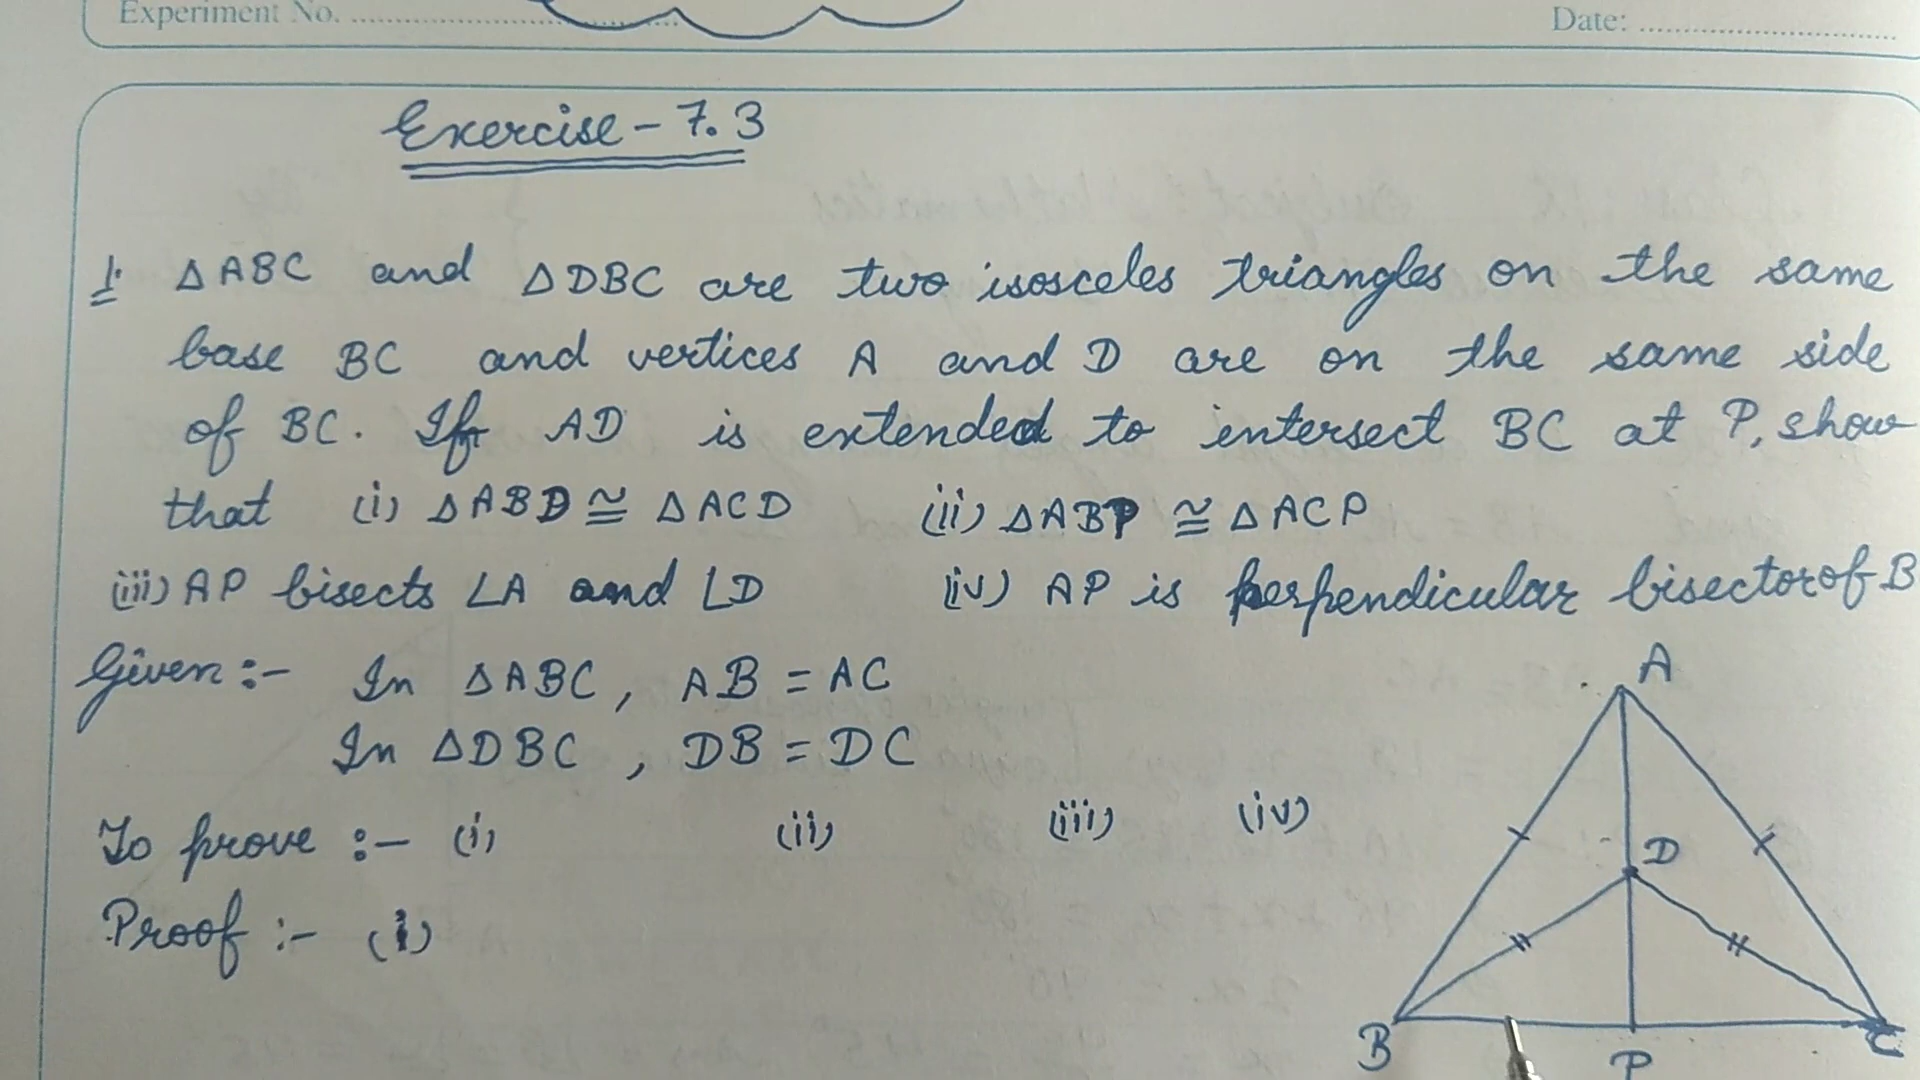 Experiment No. ............
Date: ............
Exercise - 7.3
1. ΔABC and ΔDBC are two isosceles triangles on the same
base BC and vertices A and D are on the same side
of BC. If AD is extended to intersect BC at P, show
that (i) ΔABD ≅ ΔACD (ii) ΔABP ≅ ΔACP
(iii) AP bisects ∠A and ∠D (iv) AP is perpendicular bisector of B
Given :- In ΔABC, AB = AC
In ΔDBC, DB = DC
To prove :- (i) (ii) (iii) (iv)
Proof :- (i)
A
D
B
P
C